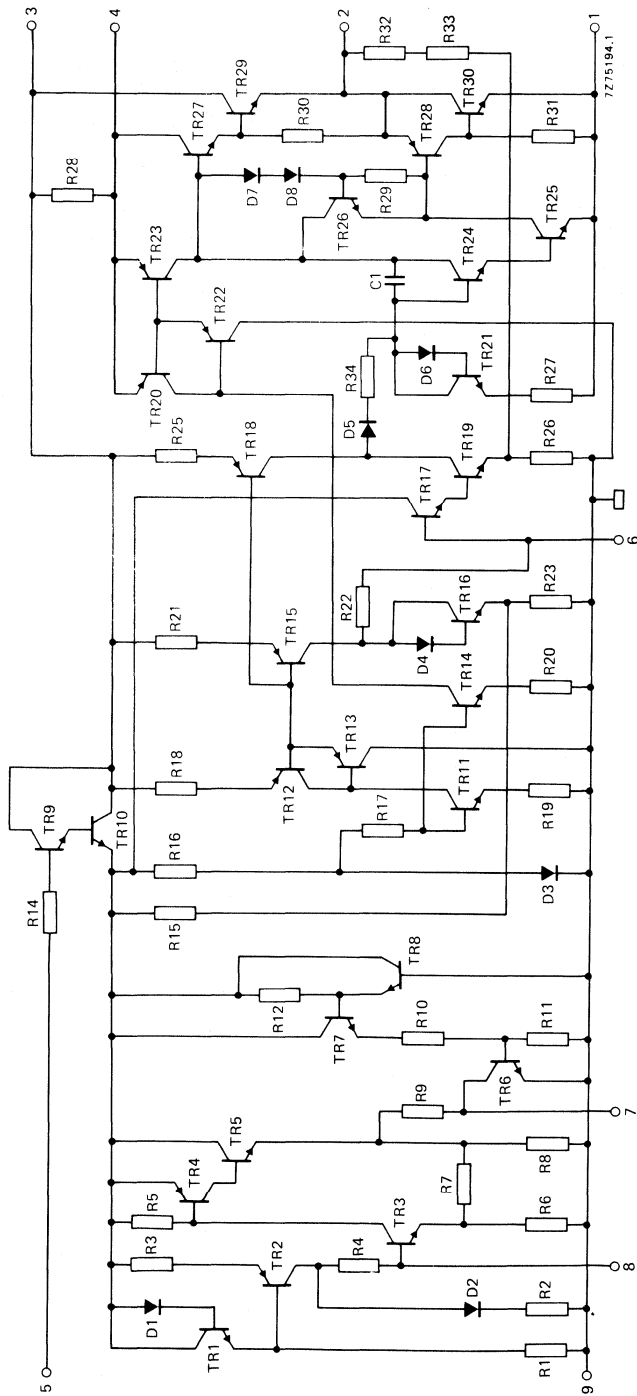 3
4
2
1
7Z75194.1
R33
R32
TR29
TR30
R30
R31
TR27
TR28
R28
D7
D8
R29
TR26
TR25
TR23
TR24
C1
TR22
TR20
R34
D6
TR21
R27
R25
TR18
D5
TR19
R26
TR17
6
R22
R21
TR15
TR16
R23
D4
TR14
R20
TR13
R18
TR12
TR11
R19
R17
TR9
TR10
R16
D3
R14
R15
TR8
R12
TR7
R10
R11
TR6
R9
7
TR5
R8
R7
TR4
R5
TR3
R6
R3
TR2
R4
8
D2
R2
D1
TR1
R1
5
9